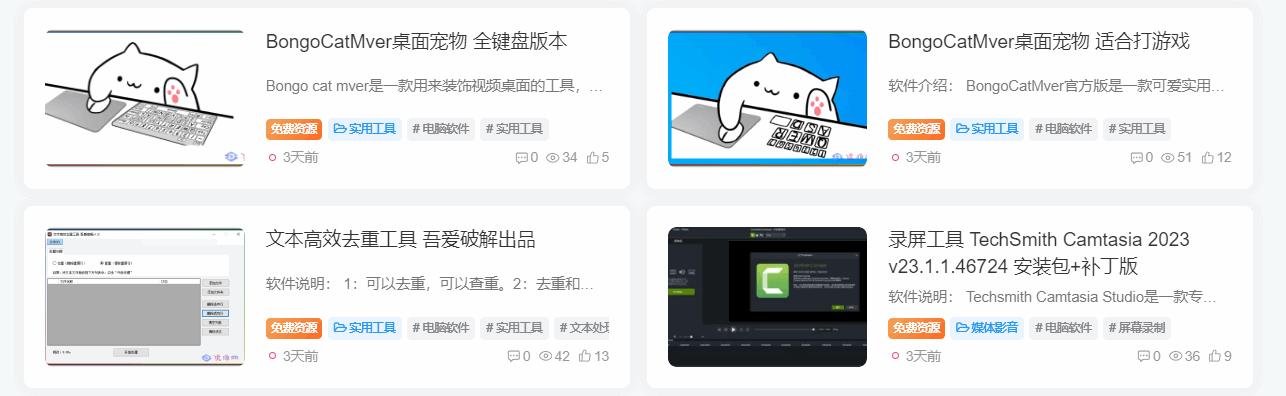 BongoCatMver桌面宠物 全键盘版本
Bongo cat mver是一款用来装饰视频桌面的工具，…
免费资源 实用工具 # 电脑软件 # 实用工具
3天前 0 34 5
BongoCatMver桌面宠物 适合打游戏
软件介绍： BongoCatMver官方版是一款可爱实用…
免费资源 实用工具 # 电脑软件 # 实用工具
3天前 0 51 12
文本高效去重工具 吾爱破解出品
软件说明： 1：可以去重，可以查重。2：去重和…
免费资源 实用工具 # 电脑软件 # 实用工具 # 文本处理
3天前 0 42 13
录屏工具 TechSmith Camtasia 2023
v23.1.1.46724 安装包+补丁版
软件说明： Techsmith Camtasia Studio是一款专…
免费资源 媒体影音 # 电脑软件 # 屏幕录制
3天前 0 36 9